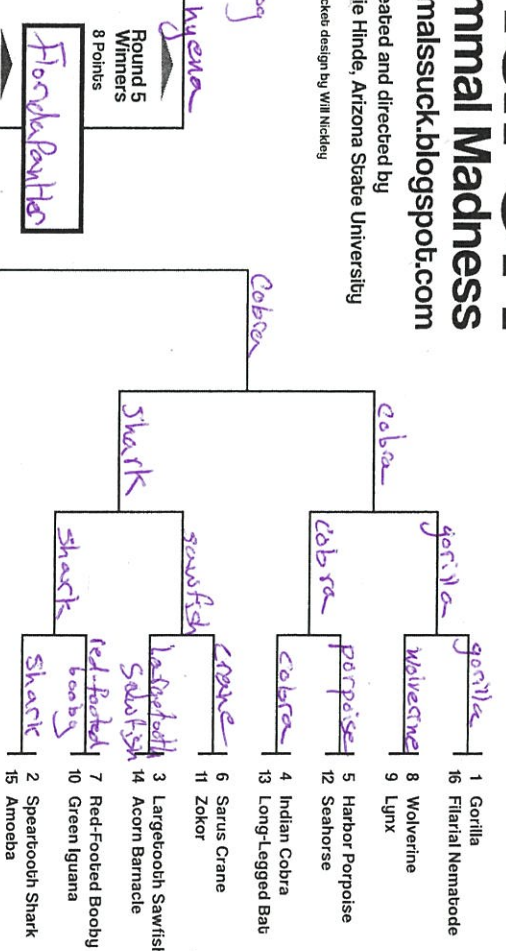 mmal Madness
malssuck.blogspot.com
eated and directed by
ie Hinde, Arizona State University
cket design by Will Nickley
hyena
Round 5
Winners
8 Points
Florida Panther
Cobra
cobra
shark
gorilla
cobra
sawfish
shark
gorilla
wolverine
porpoise
cobra
crane
Largetooth
Sawfish
red-footed
booby
shark
1 Gorilla
16 Filarial Nematode
8 Wolverine
9 Lynx
5 Harbor Porpoise
12 Seahorse
4 Indian Cobra
13 Long-Legged Bat
6 Sarus Crane
11 Zokor
3 Largetooth Sawfish
14 Acorn Barnacle
7 Red-Footed Booby
10 Green Iguana
2 Speartooth Shark
15 Amoeba